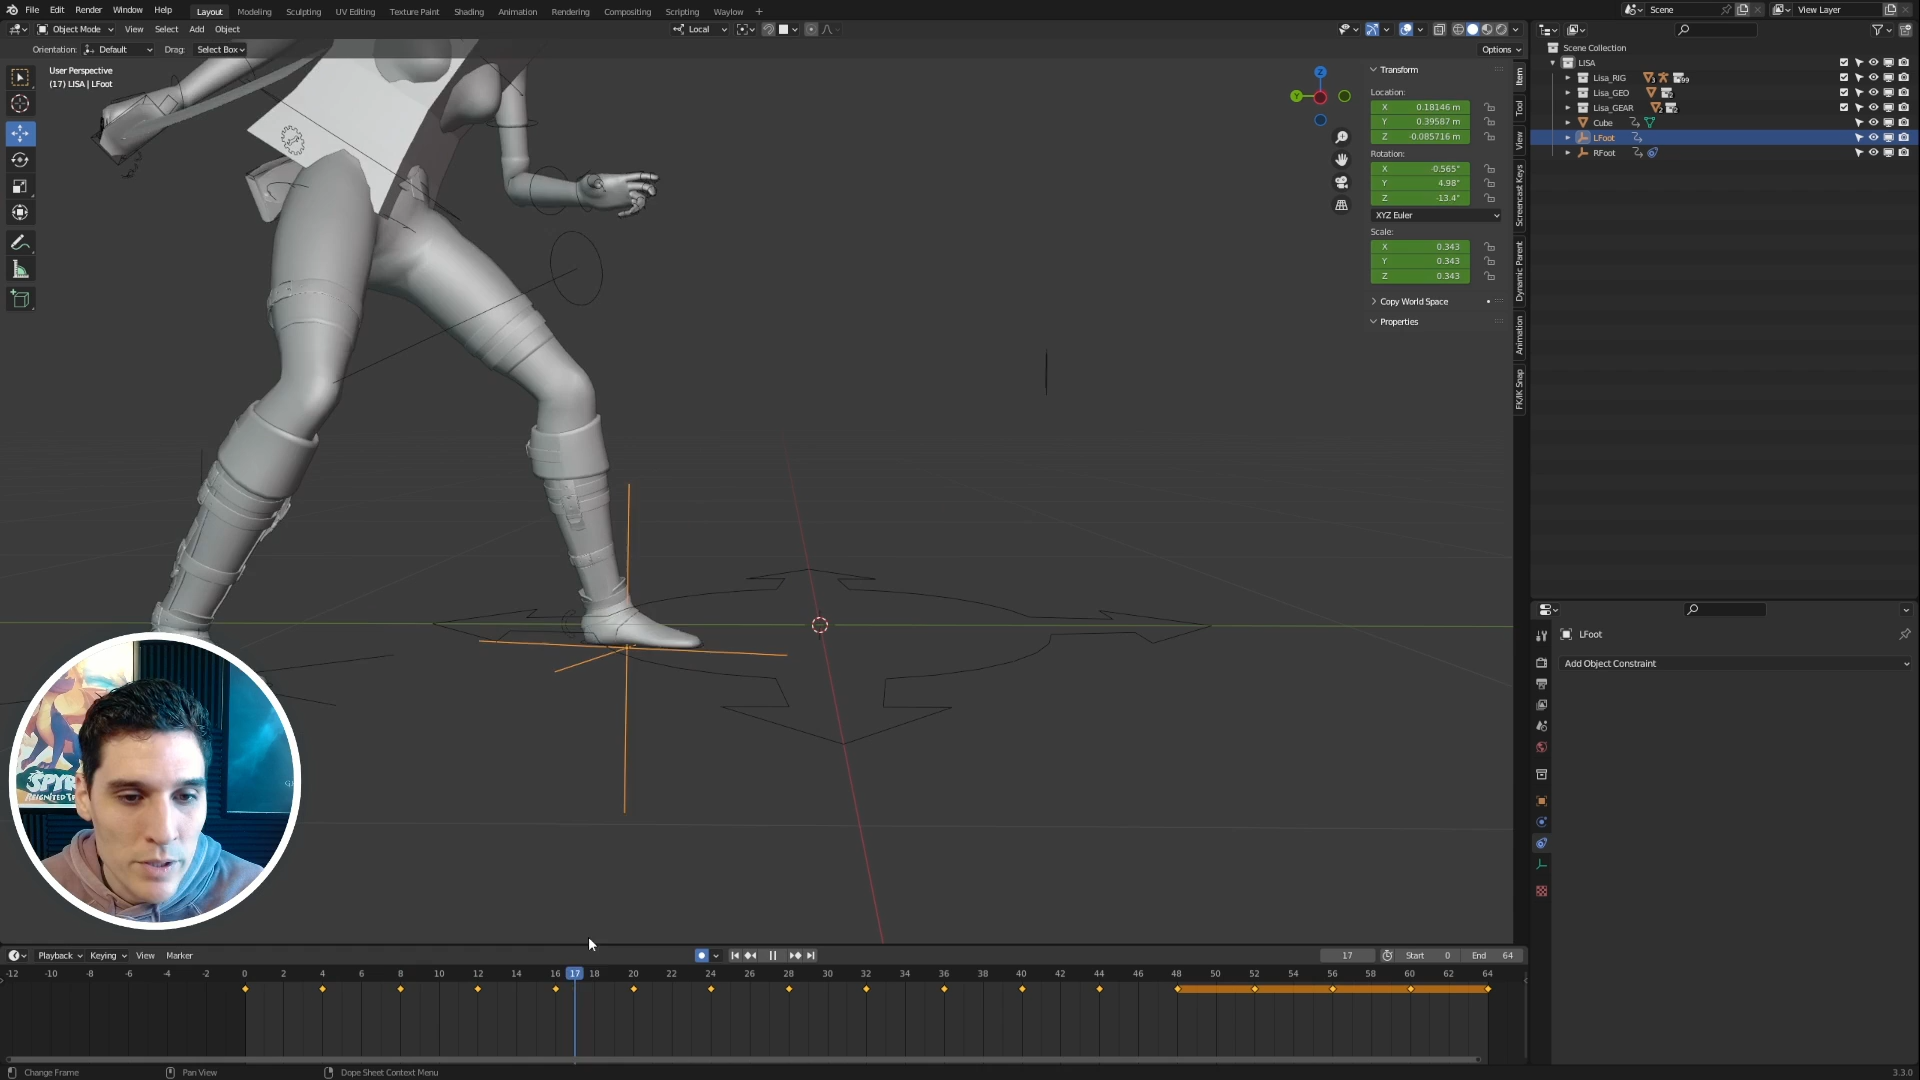 File Edit Render Window Help Layout Modeling Sculpting UV Editing Texture Paint Shading Animation Rendering Compositing Scripting Waylow + Scene View Layer
Object Mode View Select Add Object Local
Orientation: Default Drag: Select Box Options
User Perspective
(17) LISA | LFoot
Z
Y
Transform
Location:
X 0.18146 m
Y 0.39587 m
Z -0.085716 m
Rotation:
X -0.565°
Y 4.98°
Z -13.4°
XYZ Euler
Scale:
X 0.343
Y 0.343
Z 0.343
Copy World Space
Properties
Item
Tool
View
Screencast Keys
Dynamic Parent
Animation
FK/IK Snap
Scene Collection
LISA
Lisa_RIG
Lisa_GEO
Lisa_GEAR
Cube
LFoot
RFoot
LFoot
Add Object Constraint
SPYR
REIGNITED TR
Playback Keying View Marker 17 Start 0 End 64
-12 -10 -8 -6 -4 -2 0 2 4 6 8 10 12 14 16 17 18 20 22 24 26 28 30 32 34 36 38 40 42 44 46 48 50 52 54 56 58 60 62 64
Change Frame Pan View Dope Sheet Context Menu 3.3.0